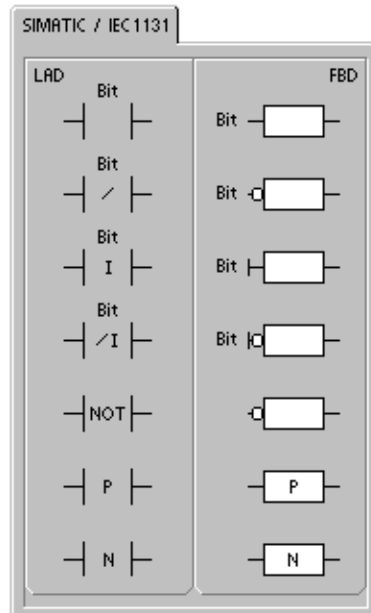 SIMATIC / IEC1131
LAD FBD
Bit
Bit
Bit
/
Bit
Bit
I
Bit
Bit
/I
Bit
NOT
P P
N N